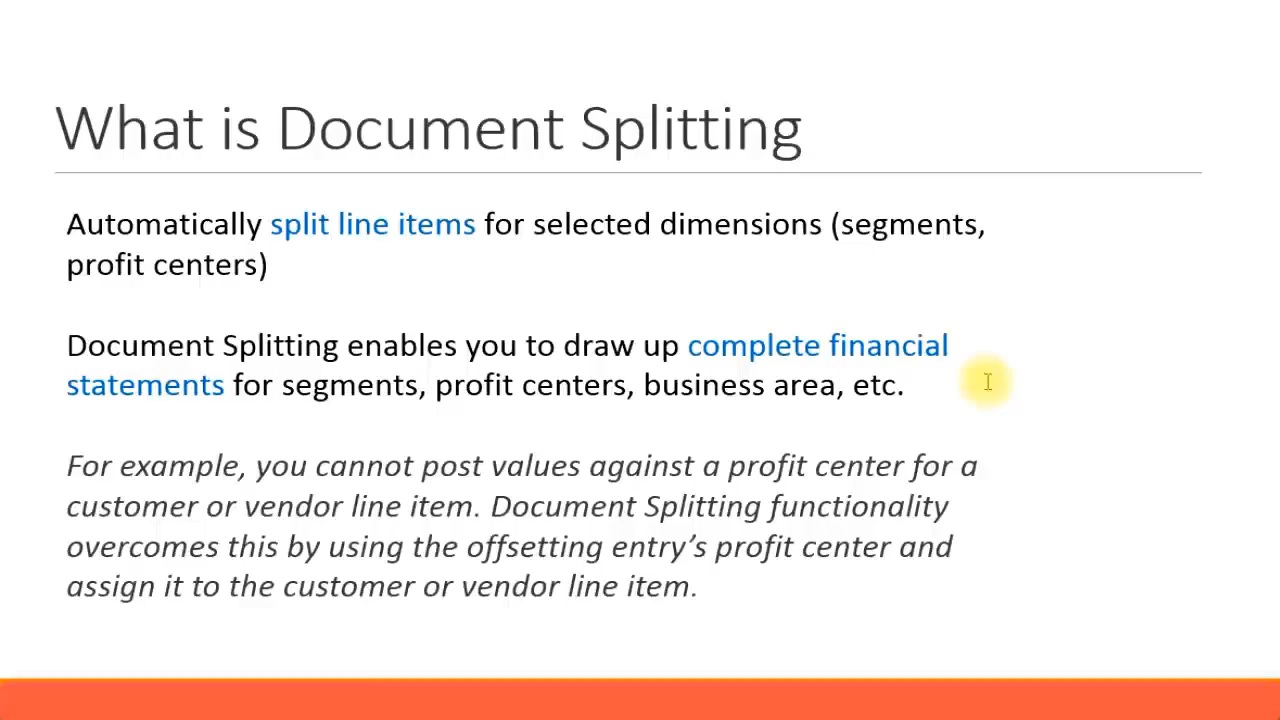 What is Document Splitting
Automatically split line items for selected dimensions (segments,
profit centers)
Document Splitting enables you to draw up complete financial
statements for segments, profit centers, business area, etc.
For example, you cannot post values against a profit center for a
customer or vendor line item. Document Splitting functionality
overcomes this by using the offsetting entry’s profit center and
assign it to the customer or vendor line item.